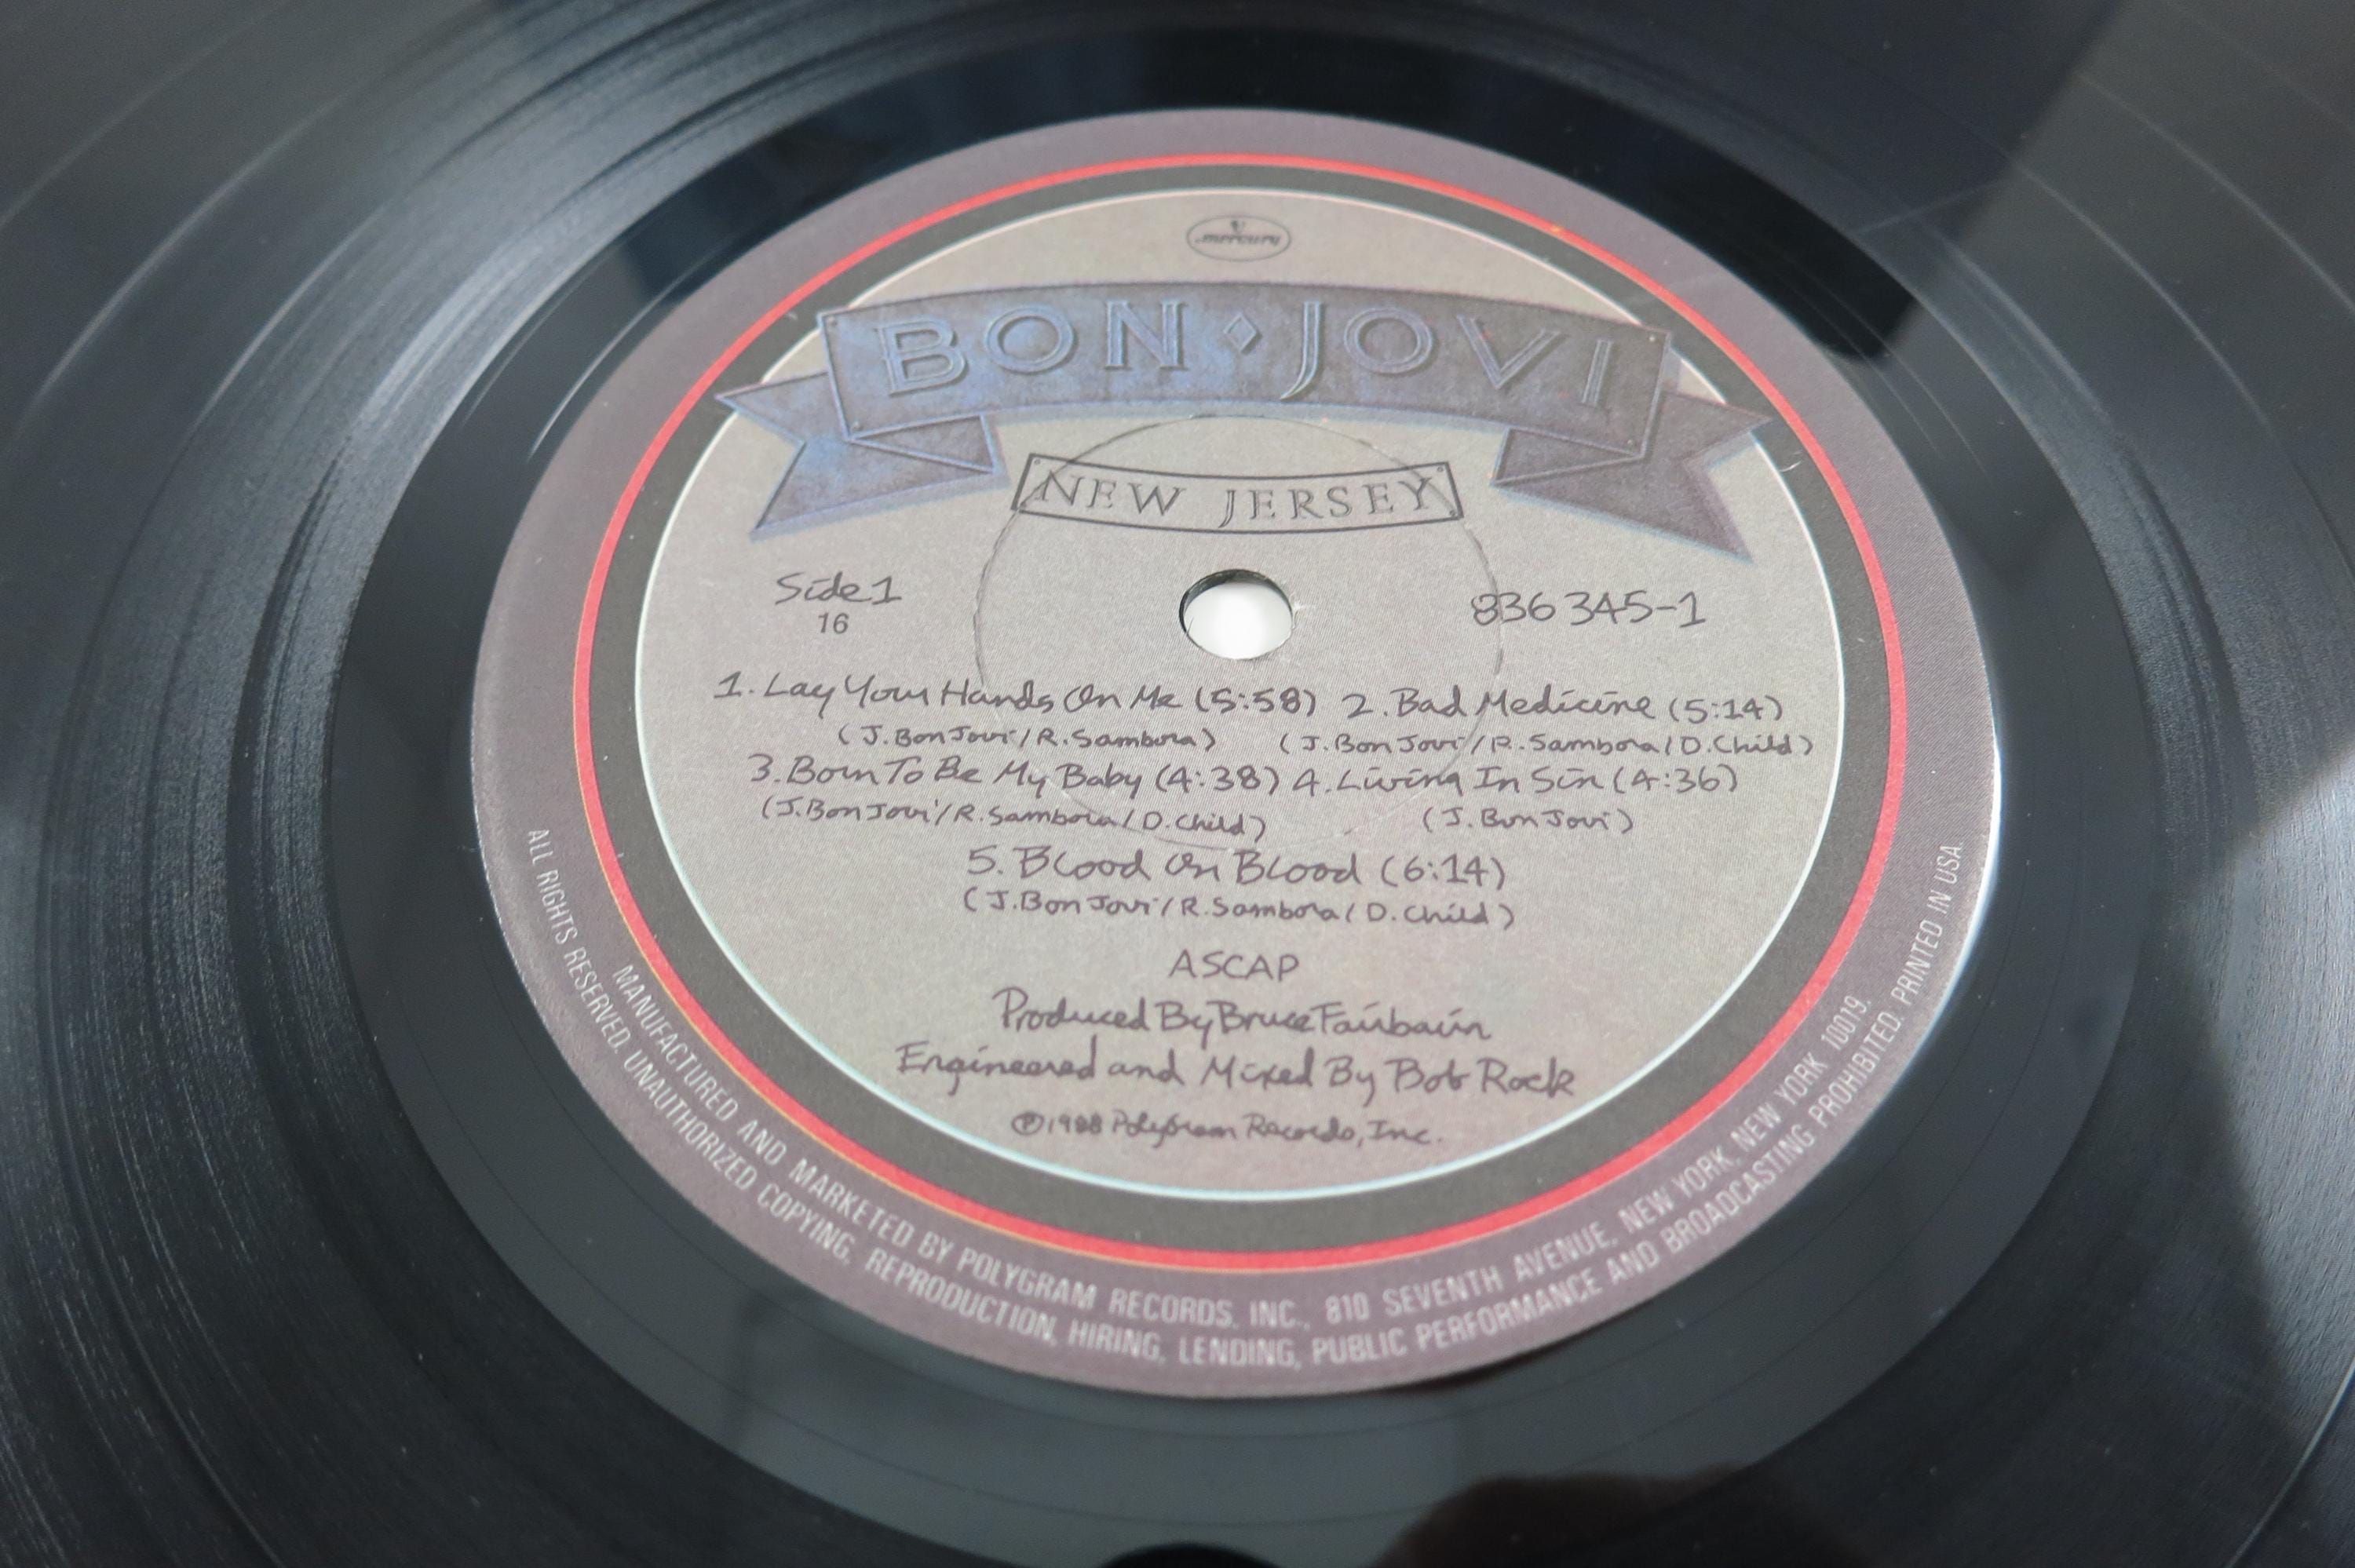 mercury
BON JOVI
NEW JERSEY
Side 1
16
836 345-1
1. Lay Your Hands On Me (5:58) 2. Bad Medicine (5:14)
(J. Bon Jovi/R. Sambora) (J. Bon Jovi/R. Sambora/D. Child)
3. Born To Be My Baby (4:38) 4. Living In Sin (4:36)
(J. Bon Jovi/R. Sambora/D. Child) (J. Bon Jovi)
5. Blood On Blood (6:14)
(J. Bon Jovi/R. Sambora/D. Child)
ASCAP
Produced By Bruce Fairbairn
Engineered and Mixed By Bob Rock
℗1988 PolyGram Records, Inc.
MANUFACTURED AND MARKETED BY POLYGRAM RECORDS, INC., 810 SEVENTH AVENUE, NEW YORK, NEW YORK 10019.
ALL RIGHTS RESERVED. UNAUTHORIZED COPYING, REPRODUCTION, HIRING, LENDING, PUBLIC PERFORMANCE AND BROADCASTING PROHIBITED. PRINTED IN USA.